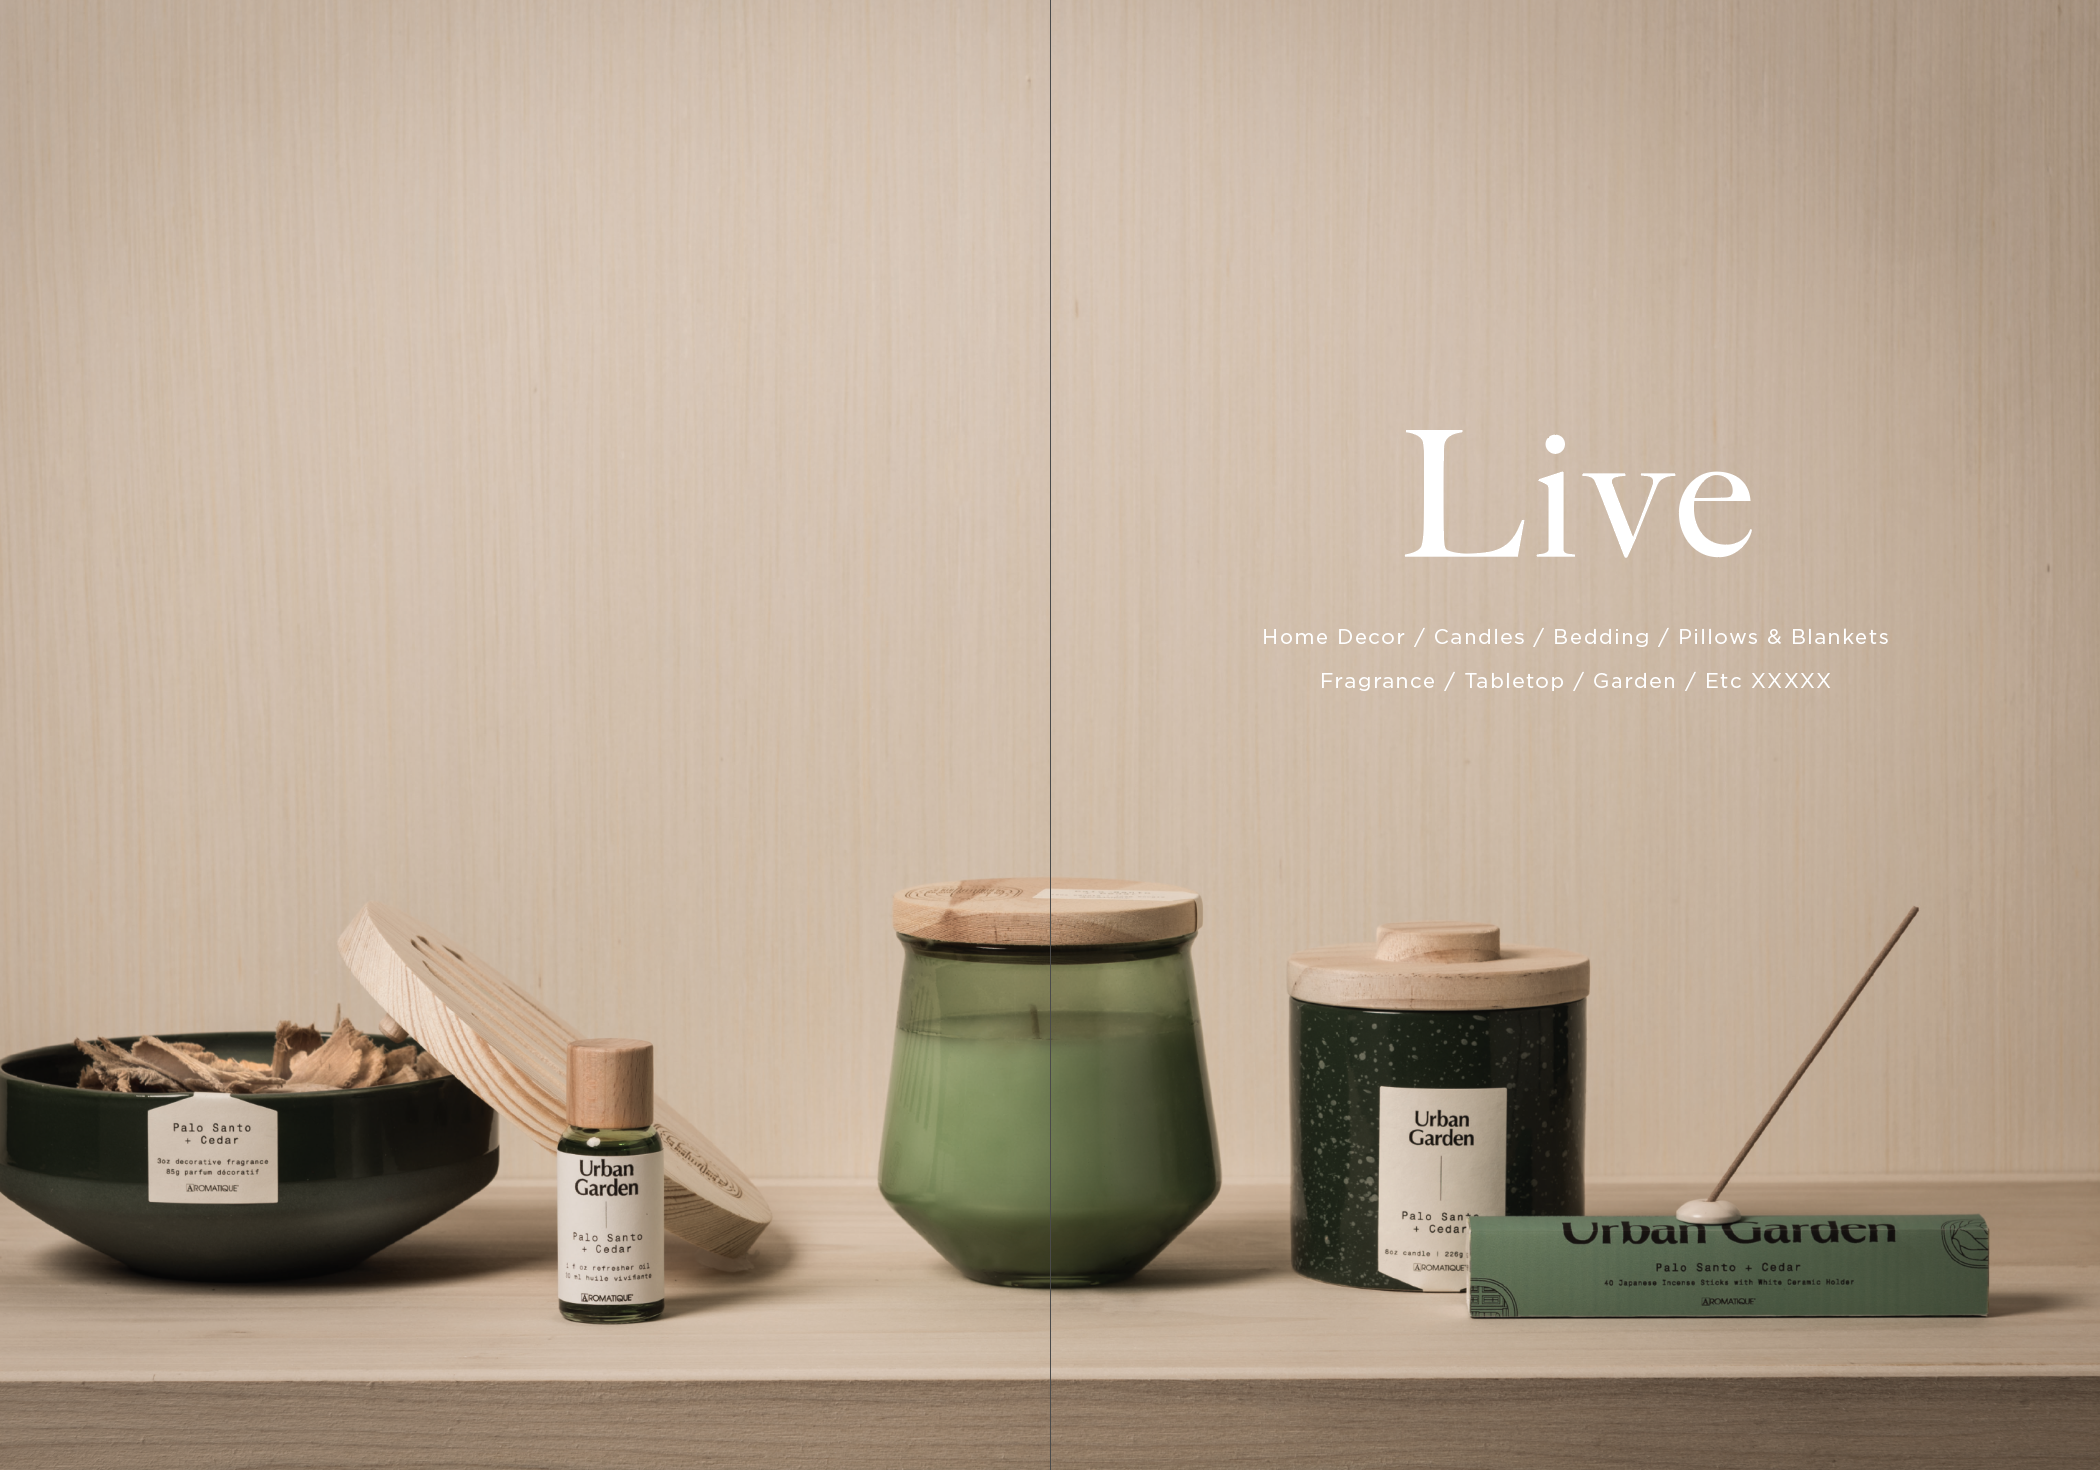 Live
Home Decor / Candles / Bedding / Pillows & Blankets
Fragrance / Tabletop / Garden / Etc XXXXX
Palo Santo
+ Cedar
3oz decorative fragrance
85g parfum décoratif
AROMATIQUE
Urban
Garden
Palo Santo
+ Cedar
1 fl oz refresher oil
30 ml huile vivifiante
AROMATIQUE
Urban
Garden
Palo Santo
+ Cedar
8oz candle | 226g
AROMATIQUE
Urban Garden
Palo Santo + Cedar
40 Japanese Incense Sticks with White Ceramic Holder
AROMATIQUE